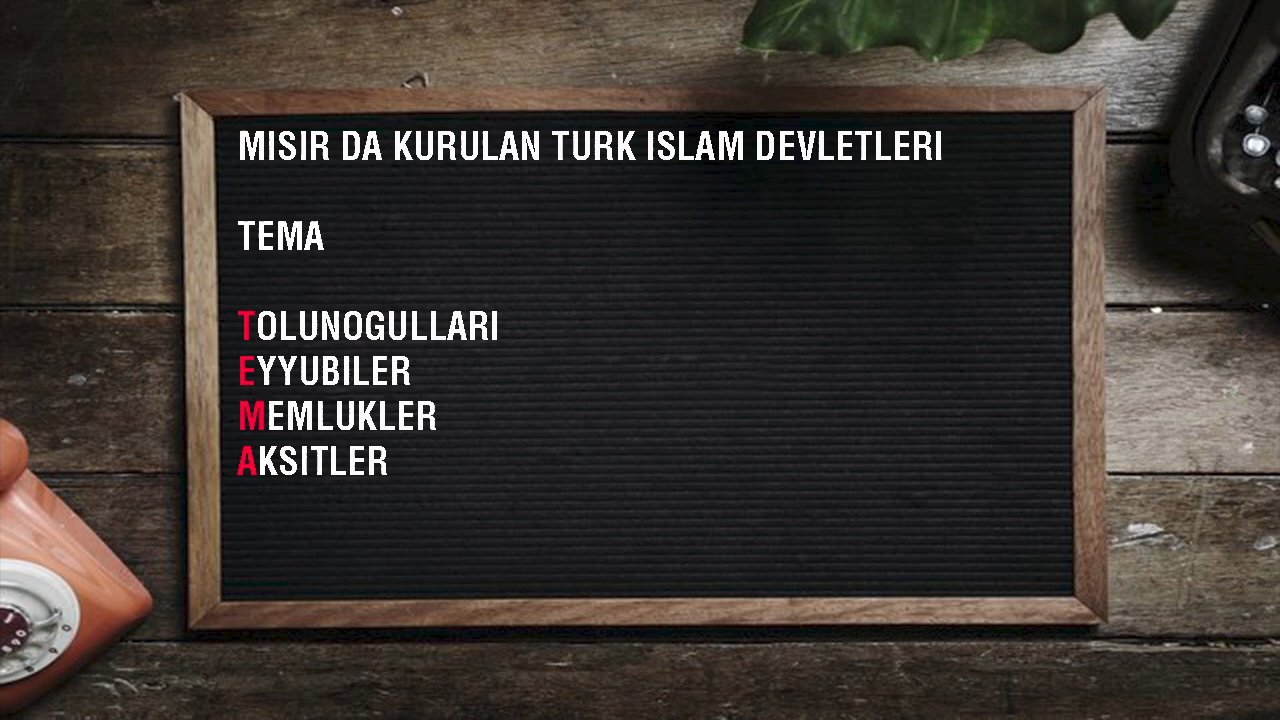 MISIR DA KURULAN TURK ISLAM DEVLETLERI
TEMA
TOLUNOGULLARI
EYYUBILER
MEMLUKLER
AKSITLER